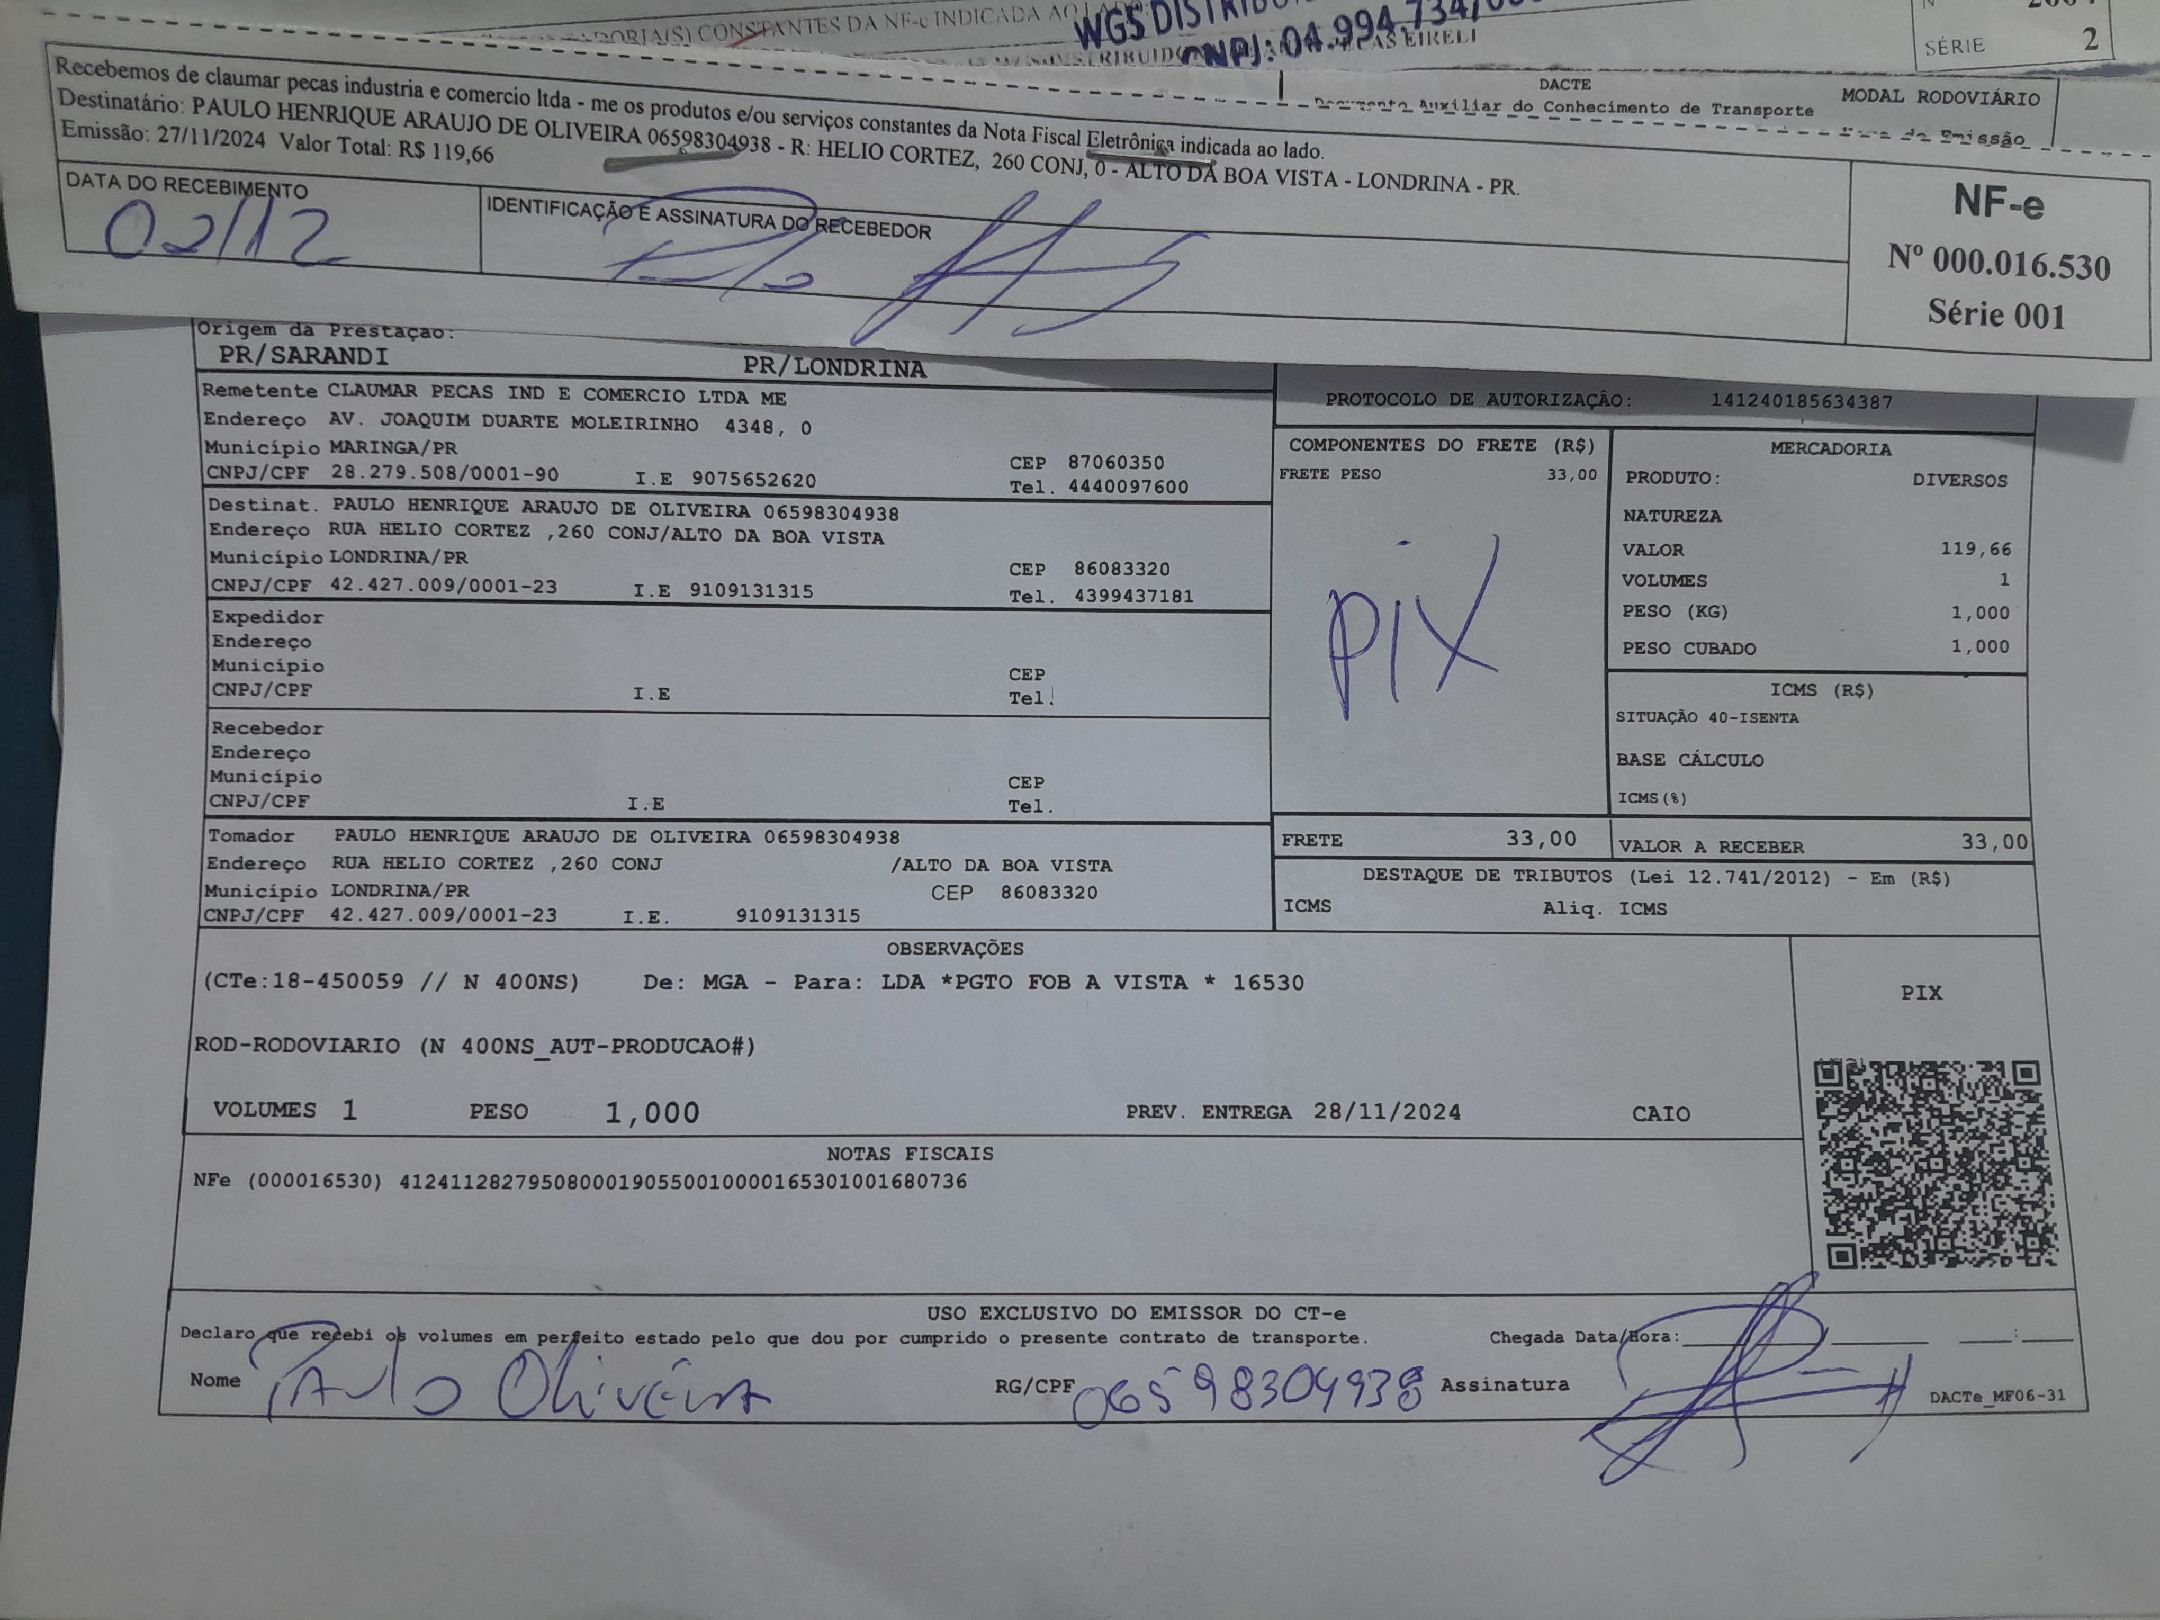 CONSTANTES DA NF-e INDICADA AO
WGS
CNPJ: 04.994.734/
PECAS EIRELI
SÉRIE 2
Recebemos de claumar pecas industria e comercio ltda - me os produtos e/ou serviços constantes da Nota Fiscal Eletrônica indicada ao lado.
Destinatário: PAULO HENRIQUE ARAUJO DE OLIVEIRA 06598304938 - R: HELIO CORTEZ, 260 CONJ, 0 - ALTO DA BOA VISTA - LONDRINA - PR.
Emissão: 27/11/2024 Valor Total: R$ 119,66
DACTE
Documento Auxiliar do Conhecimento de Transporte
MODAL RODOVIÁRIO
DATA DO RECEBIMENTO
02/12
IDENTIFICAÇÃO E ASSINATURA DO RECEBEDOR
NF-e
Nº 000.016.530
Série 001
Origem da Prestação:
PR/SARANDI PR/LONDRINA
Remetente CLAUMAR PECAS IND E COMERCIO LTDA ME
Endereço AV. JOAQUIM DUARTE MOLEIRINHO 4348, 0
Município MARINGA/PR CEP 87060350
CNPJ/CPF 28.279.508/0001-90 I.E 9075652620 Tel. 4440097600
Destinat. PAULO HENRIQUE ARAUJO DE OLIVEIRA 06598304938
Endereço RUA HELIO CORTEZ ,260 CONJ/ALTO DA BOA VISTA
Município LONDRINA/PR CEP 86083320
CNPJ/CPF 42.427.009/0001-23 I.E 9109131315 Tel. 4399437181
Expedidor
Endereço
Município CEP
CNPJ/CPF I.E Tel.
Recebedor
Endereço
Município CEP
CNPJ/CPF I.E Tel.
Tomador PAULO HENRIQUE ARAUJO DE OLIVEIRA 06598304938
Endereço RUA HELIO CORTEZ ,260 CONJ /ALTO DA BOA VISTA
Município LONDRINA/PR CEP 86083320
CNPJ/CPF 42.427.009/0001-23 I.E. 9109131315
PROTOCOLO DE AUTORIZAÇÃO: 141240185634387
COMPONENTES DO FRETE (R$)
FRETE PESO 33,00
PIX
MERCADORIA
PRODUTO: DIVERSOS
NATUREZA
VALOR 119,66
VOLUMES 1
PESO (KG) 1,000
PESO CUBADO 1,000
ICMS (R$)
SITUAÇÃO 40-ISENTA
BASE CÁLCULO
ICMS(%)
FRETE 33,00 VALOR A RECEBER 33,00
DESTAQUE DE TRIBUTOS (Lei 12.741/2012) - Em (R$)
ICMS Aliq. ICMS
OBSERVAÇÕES
(CTe:18-450059 // N 400NS) De: MGA - Para: LDA *PGTO FOB A VISTA * 16530
ROD-RODOVIARIO (N 400NS_AUT-PRODUCAO#)
VOLUMES 1 PESO 1,000 PREV. ENTREGA 28/11/2024 CAIO
PIX
NOTAS FISCAIS
NFe (000016530) 41241128279508000190550010000165301001680736
USO EXCLUSIVO DO EMISSOR DO CT-e
Declaro que recebi os volumes em perfeito estado pelo que dou por cumprido o presente contrato de transporte. Chegada Data/Hora:
Nome Paulo Oliveira RG/CPF 06598304938 Assinatura
DACTe_MF06-31